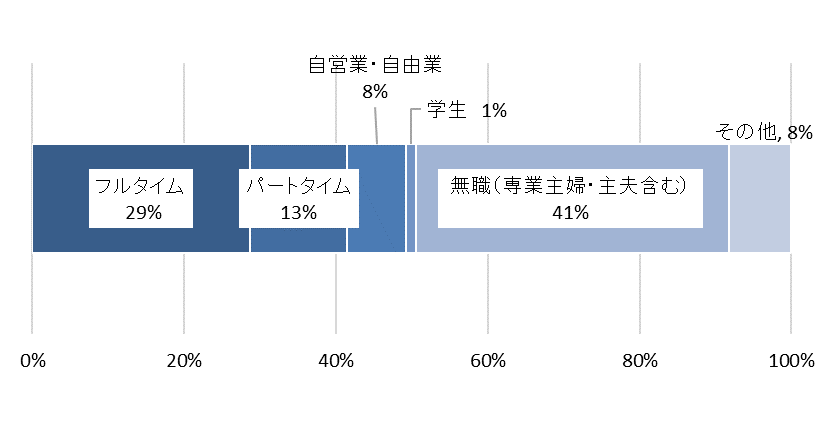 自営業・自由業
8%
学生 1%
その他, 8%
フルタイム
29%
パートタイム
13%
無職（専業主婦・主夫含む）
41%
0% 20% 40% 60% 80% 100%